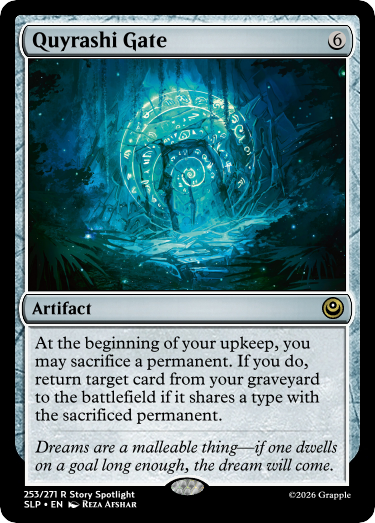 Quyrashi Gate 6
Artifact
At the beginning of your upkeep, you
may sacrifice a permanent. If you do,
return target card from your graveyard
to the battlefield if it shares a type with
the sacrificed permanent.
Dreams are a malleable thing—if one dwells
on a goal long enough, the dream will come.
253/271 R Story Spotlight
SLP • EN Reza Afshar
©2026 Grapple